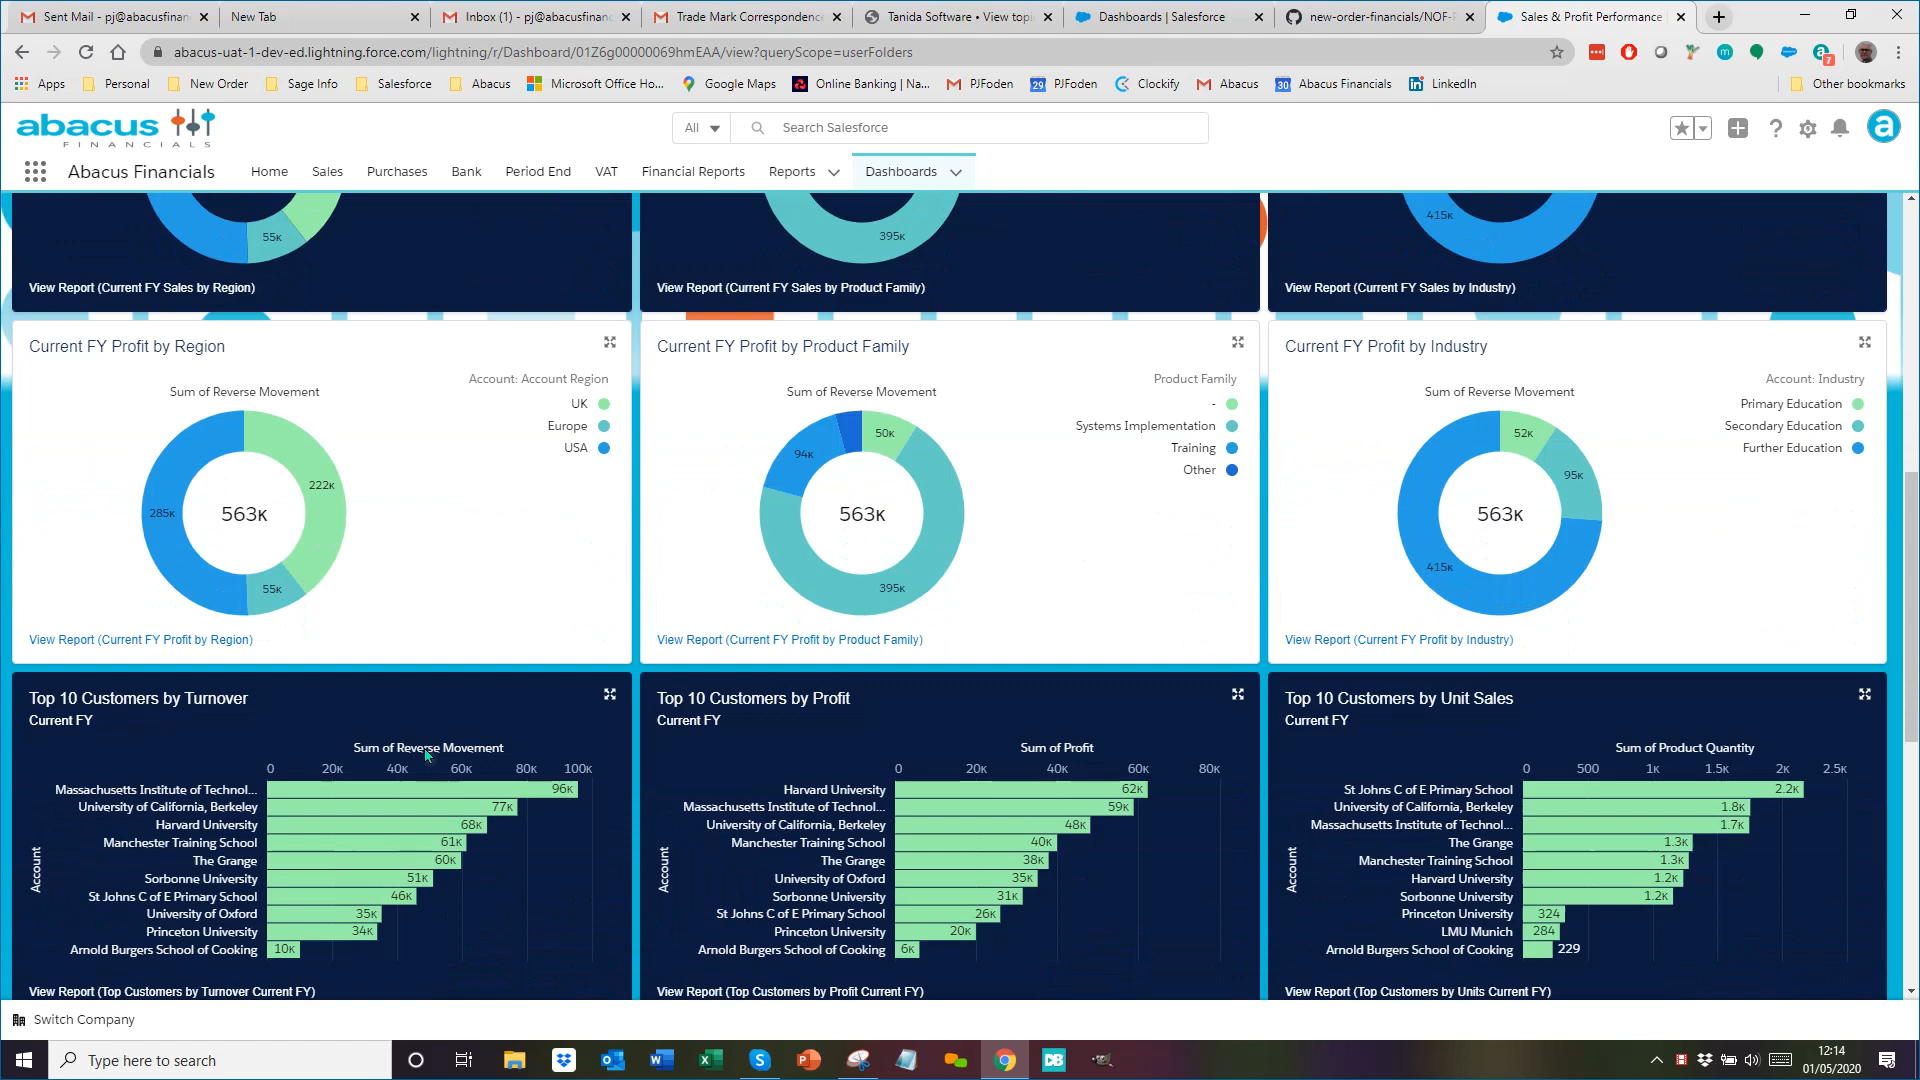 Sent Mail - pj@abacusfinan
New Tab
Inbox (1) - pj@abacusfinanc
Trade Mark Correspondence
Tanida Software • View topi
Dashboards | Salesforce
new-order-financials/NOF-F
Sales & Profit Performance
abacus-uat-1-dev-ed.lightning.force.com/lightning/r/Dashboard/01Z6g00000069hmEAA/view?queryScope=userFolders
Apps
Personal
New Order
Sage Info
Salesforce
Abacus
Microsoft Office Ho...
Google Maps
Online Banking | Na...
PJFoden
29 PJFoden
Clockify
Abacus
30 Abacus Financials
LinkedIn
Other bookmarks
abacus
FINANCIALS
All
Search Salesforce
Abacus Financials
Home
Sales
Purchases
Bank
Period End
VAT
Financial Reports
Reports
Dashboards
55K
395K
415K
View Report (Current FY Sales by Region)
View Report (Current FY Sales by Product Family)
View Report (Current FY Sales by Industry)
Current FY Profit by Region
Sum of Reverse Movement
Account: Account Region
UK
Europe
USA
222K
285K
563K
55K
View Report (Current FY Profit by Region)
Current FY Profit by Product Family
Sum of Reverse Movement
Product Family
-
Systems Implementation
Training
Other
50K
94K
563K
395K
View Report (Current FY Profit by Product Family)
Current FY Profit by Industry
Sum of Reverse Movement
Account: Industry
Primary Education
Secondary Education
Further Education
52K
95K
563K
415K
View Report (Current FY Profit by Industry)
Top 10 Customers by Turnover
Current FY
Sum of Reverse Movement
0 20K 40K 60K 80K 100K
Account
Massachusetts Institute of Technol... 96K
University of California, Berkeley 77K
Harvard University 68K
Manchester Training School 61K
The Grange 60K
Sorbonne University 51K
St Johns C of E Primary School 46K
University of Oxford 35K
Princeton University 34K
Arnold Burgers School of Cooking 10K
View Report (Top Customers by Turnover Current FY)
Top 10 Customers by Profit
Current FY
Sum of Profit
0 20K 40K 60K 80K
Account
Harvard University 62K
Massachusetts Institute of Technol... 59K
University of California, Berkeley 48K
Manchester Training School 40K
The Grange 38K
University of Oxford 35K
Sorbonne University 31K
St Johns C of E Primary School 26K
Princeton University 20K
Arnold Burgers School of Cooking 6K
View Report (Top Customers by Profit Current FY)
Top 10 Customers by Unit Sales
Current FY
Sum of Product Quantity
0 500 1K 1.5K 2K 2.5K
Account
St Johns C of E Primary School 2.2K
University of California, Berkeley 1.8K
Massachusetts Institute of Technol... 1.7K
The Grange 1.3K
Manchester Training School 1.3K
Harvard University 1.2K
Sorbonne University 1.2K
Princeton University 324
LMU Munich 284
Arnold Burgers School of Cooking 229
View Report (Top Customers by Units Current FY)
Switch Company
Type here to search
12:14
01/05/2020